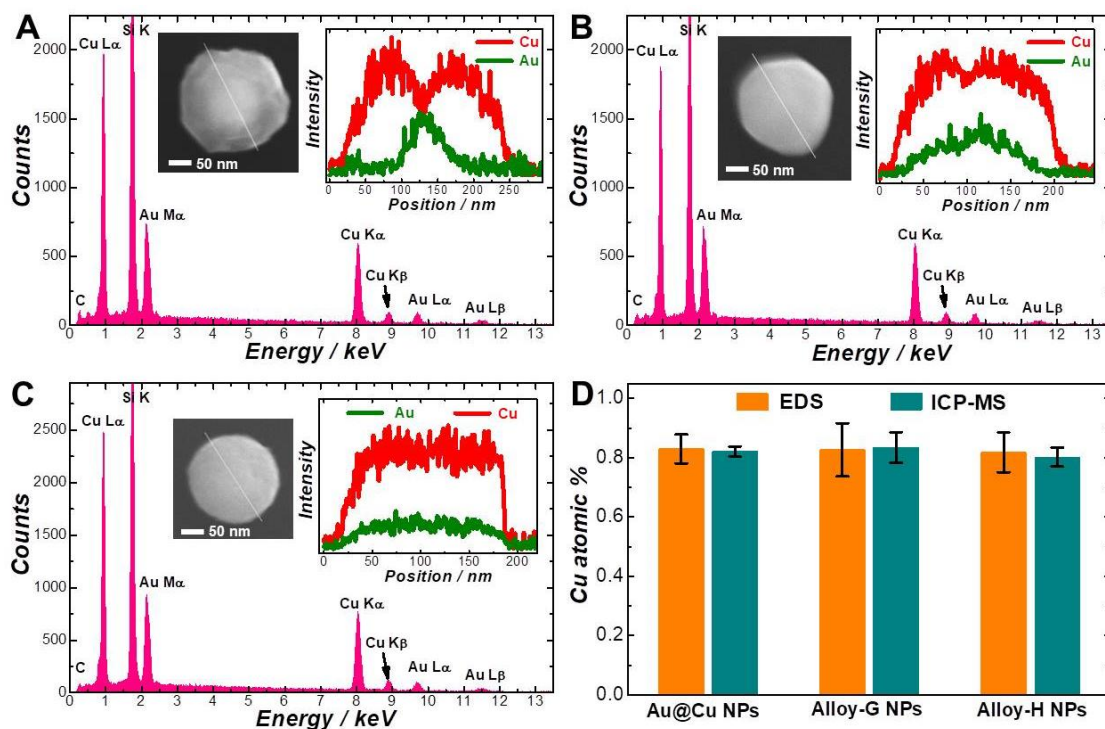 A
2000
1500
1000
500
0
Counts
Cu Lα
Si K
Au Mα
C
Cu Kα
Cu Kβ
Au Lα
Au Lβ
50 nm
Cu
Au
Intensity
0 50 100 150 200 250
Position / nm
0 1 2 3 4 5 6 7 8 9 10 11 12 13
Energy / keV
B
2000
1500
1000
500
0
Counts
Cu Lα
Si K
Au Mα
C
Cu Kα
Cu Kβ
Au Lα
Au Lβ
50 nm
Cu
Au
Intensity
0 50 100 150 200
Position / nm
0 1 2 3 4 5 6 7 8 9 10 11 12 13
Energy / keV
C
2500
2000
1500
1000
500
0
Counts
Cu Lα
Si K
Au Mα
C
Cu Kα
Cu Kβ
Au Lα
Au Lβ
50 nm
Au Cu
Intensity
0 50 100 150 200
Position / nm
0 1 2 3 4 5 6 7 8 9 10 11 12 13
Energy / keV
D
EDS ICP-MS
1.0
0.8
0.6
0.4
0.2
0.0
Cu atomic %
Au@Cu NPs Alloy-G NPs Alloy-H NPs